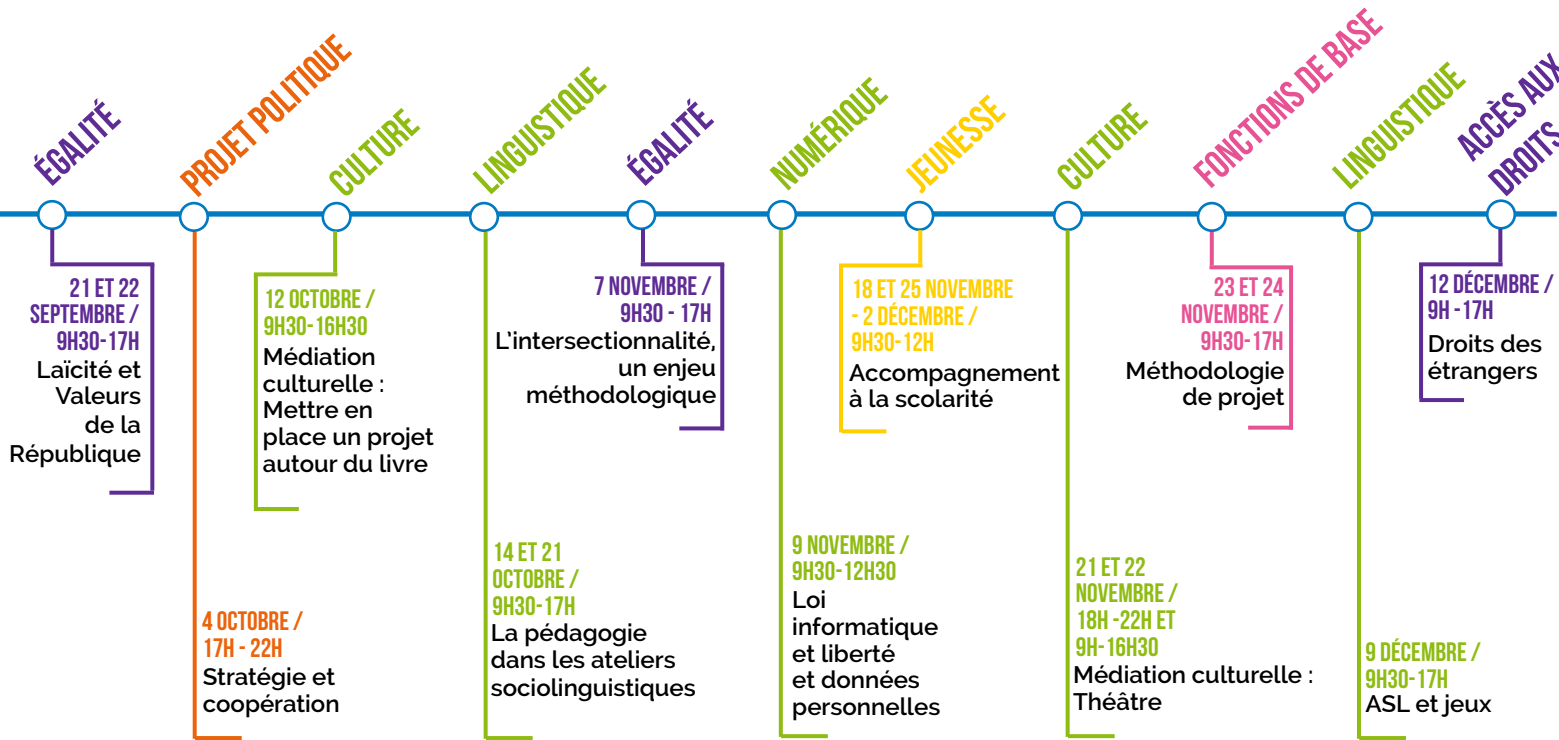 ÉGALITÉ
PROJET POLITIQUE
CULTURE
LINGUISTIQUE
ÉGALITÉ
NUMÉRIQUE
JEUNESSE
CULTURE
FONCTIONS DE BASE
LINGUISTIQUE
ACCÈS AUX
DROITS
21 ET 22
SEPTEMBRE /
9H30-17H
Laïcité et
Valeurs
de la
République
4 OCTOBRE /
17H - 22H
Stratégie et
coopération
12 OCTOBRE /
9H30-16H30
Médiation
culturelle :
Mettre en
place un projet
autour du livre
14 ET 21
OCTOBRE /
9H30-17H
La pédagogie
dans les ateliers
sociolinguistiques
7 NOVEMBRE /
9H30 - 17H
L'intersectionnalité,
un enjeu
méthodologique
9 NOVEMBRE /
9H30-12H30
Loi
informatique
et liberté
et données
personnelles
18 ET 25 NOVEMBRE
- 2 DÉCEMBRE /
9H30-12H
Accompagnement
à la scolarité
21 ET 22
NOVEMBRE /
18H -22H ET
9H-16H30
Médiation culturelle :
Théâtre
23 ET 24
NOVEMBRE /
9H30-17H
Méthodologie
de projet
9 DÉCEMBRE /
9H30-17H
ASL et jeux
12 DÉCEMBRE /
9H -17H
Droits des
étrangers